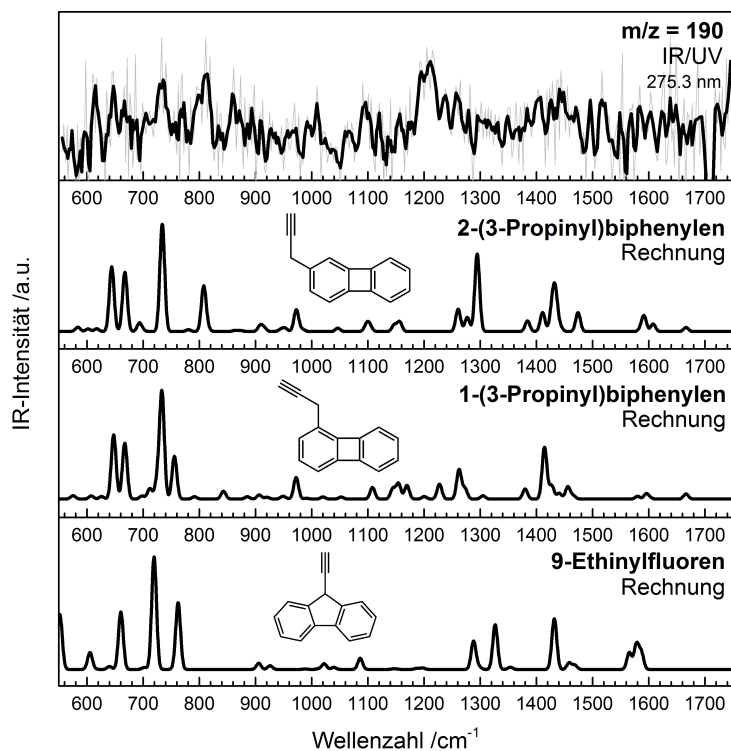 m/z = 190
IR/UV
275.3 nm
600 700 800 900 1000 1100 1200 1300 1400 1500 1600 1700
2-(3-Propinyl)biphenylen
Rechnung
600 700 800 900 1000 1100 1200 1300 1400 1500 1600 1700
1-(3-Propinyl)biphenylen
Rechnung
600 700 800 900 1000 1100 1200 1300 1400 1500 1600 1700
9-Ethinylfluoren
Rechnung
600 700 800 900 1000 1100 1200 1300 1400 1500 1600 1700
IR-Intensität /a.u.
Wellenzahl /cm⁻¹